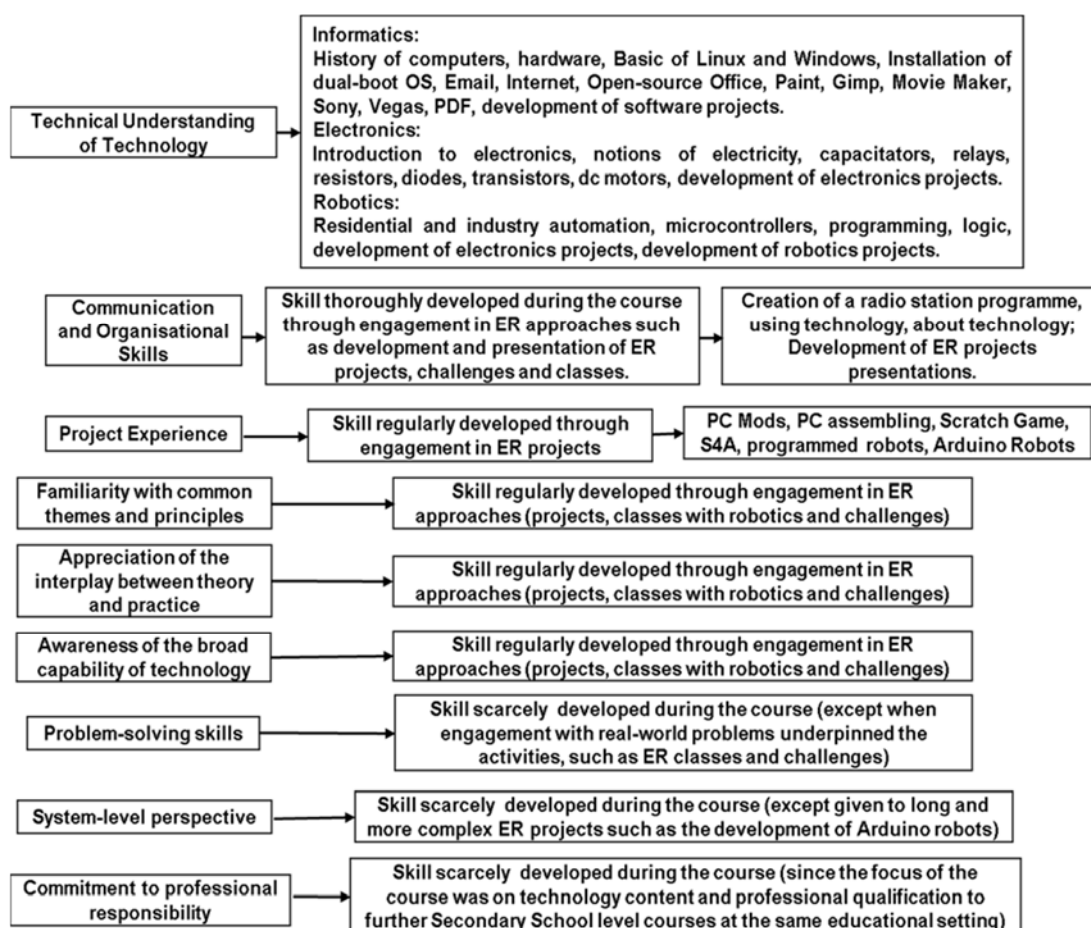 Technical Understanding
of Technology
Informatics:
History of computers, hardware, Basic of Linux and Windows, Installation of
dual-boot OS, Email, Internet, Open-source Office, Paint, Gimp, Movie Maker,
Sony, Vegas, PDF, development of software projects.
Electronics:
Introduction to electronics, notions of electricity, capacitators, relays,
resistors, diodes, transistors, dc motors, development of electronics projects.
Robotics:
Residential and industry automation, microcontrollers, programming, logic,
development of electronics projects, development of robotics projects.
Communication
and Organisational
Skills
Skill thoroughly developed during the course
through engagement in ER approaches such
as development and presentation of ER
projects, challenges and classes.
Creation of a radio station programme,
using technology, about technology;
Development of ER projects
presentations.
Project Experience
Skill regularly developed through
engagement in ER projects
PC Mods, PC assembling, Scratch Game,
S4A, programmed robots, Arduino Robots
Familiarity with common
themes and principles
Skill regularly developed through engagement in ER
approaches (projects, classes with robotics and challenges)
Appreciation of the
interplay between theory
and practice
Skill regularly developed through engagement in ER
approaches (projects, classes with robotics and challenges)
Awareness of the broad
capability of technology
Skill regularly developed through engagement in ER
approaches (projects, classes with robotics and challenges)
Problem-solving skills
Skill scarcely developed during the course (except when
engagement with real-world problems underpinned the
activities, such as ER classes and challenges)
System-level perspective
Skill scarcely developed during the course (except given to long and
more complex ER projects such as the development of Arduino robots)
Commitment to professional
responsibility
Skill scarcely developed during the course (since the focus of the
course was on technology content and professional qualification to
further Secondary School level courses at the same educational setting)